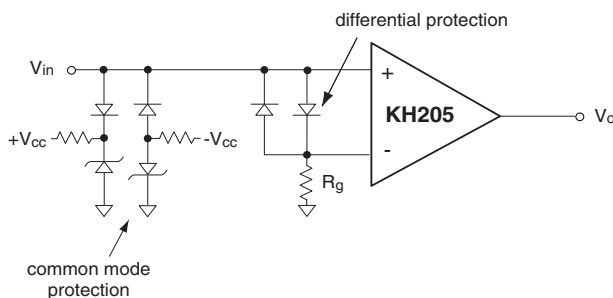 differential protection
Vin
+
KH205
Vo
+Vcc
-Vcc
-
Rg
common mode
protection